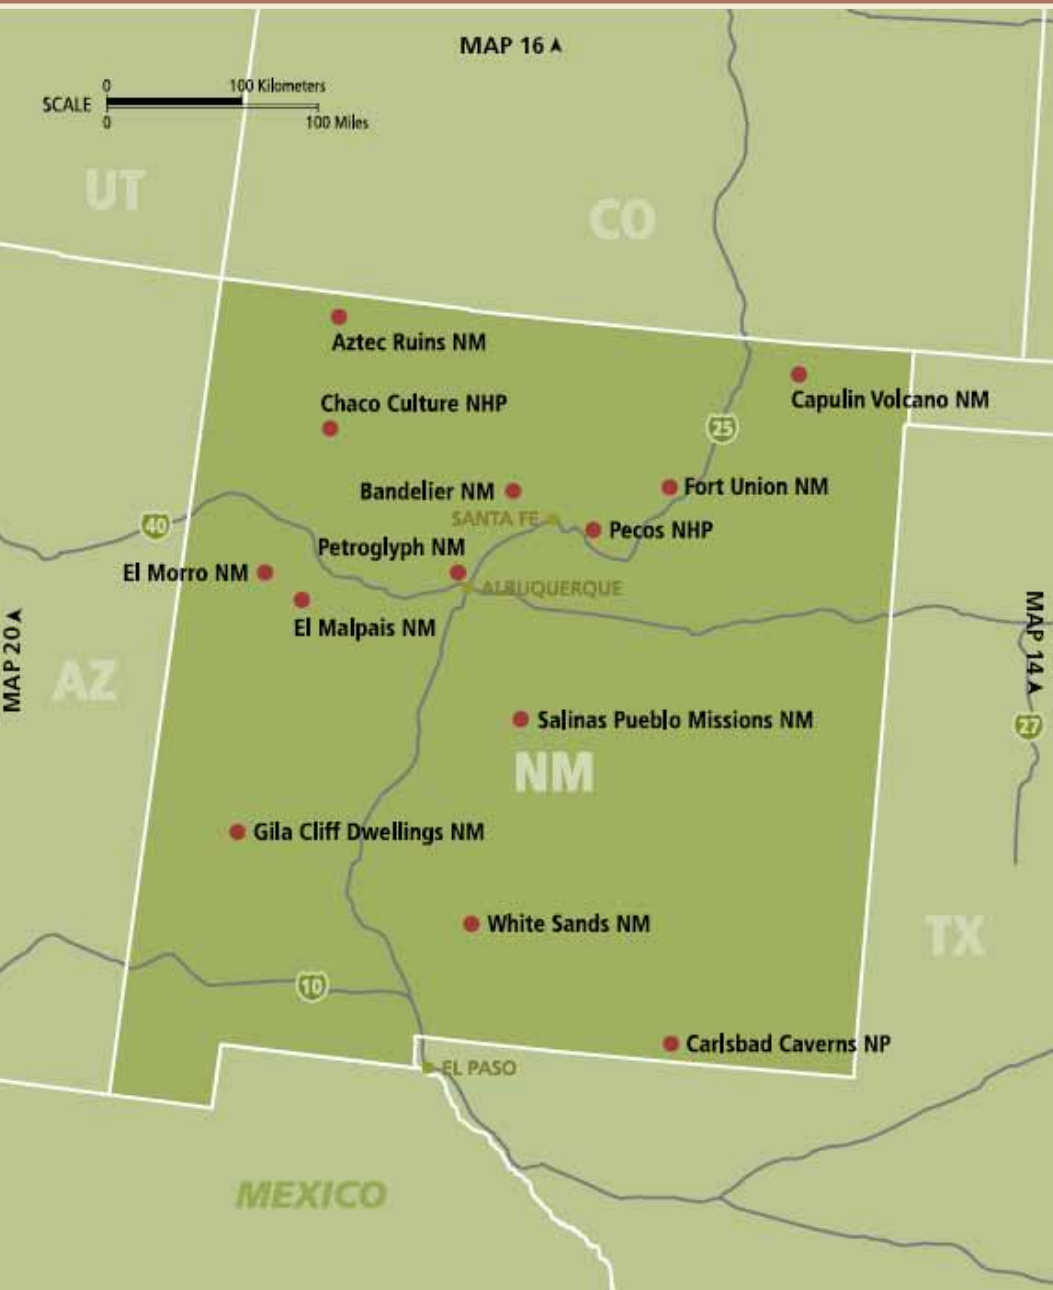 MAP 16
0 100 Kilometers
SCALE
0 100 Miles
UT
CO
Aztec Ruins NM
Capulin Volcano NM
Chaco Culture NHP
25
Bandelier NM
Fort Union NM
SANTA FE
40
Pecos NHP
Petroglyph NM
El Morro NM
ALBUQUERQUE
El Malpais NM
MAP 20
MAP 14
AZ
Salinas Pueblo Missions NM
27
NM
Gila Cliff Dwellings NM
White Sands NM
TX
10
Carlsbad Caverns NP
EL PASO
MEXICO